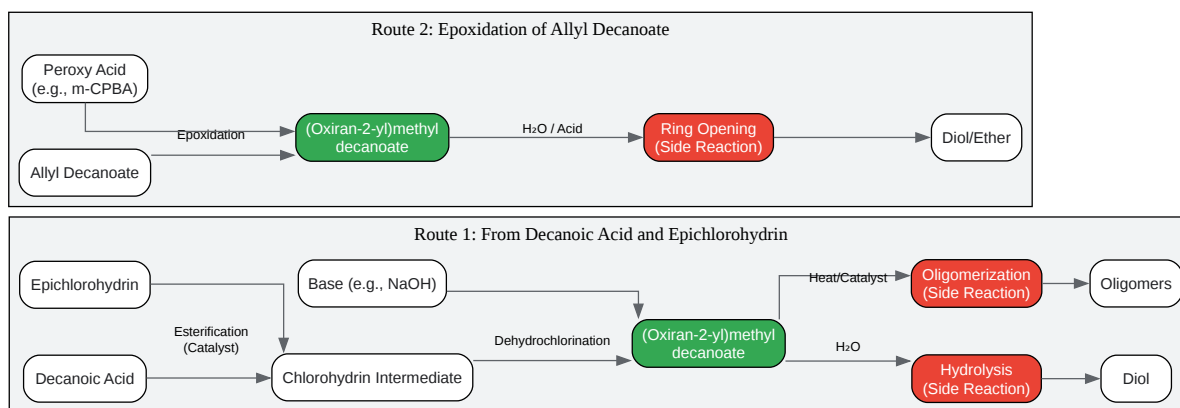 Route 2: Epoxidation of Allyl Decanoate
Peroxy Acid
(e.g., m-CPBA)
Epoxidation
Allyl Decanoate
(Oxiran-2-yl)methyl
decanoate
H₂O / Acid
Ring Opening
(Side Reaction)
Diol/Ether
Route 1: From Decanoic Acid and Epichlorohydrin
Epichlorohydrin
Base (e.g., NaOH)
Heat/Catalyst
Oligomerization
(Side Reaction)
Oligomers
Esterification
(Catalyst)
Dehydrochlorination
(Oxiran-2-yl)methyl
decanoate
H₂O
Decanoic Acid
Chlorohydrin Intermediate
Hydrolysis
(Side Reaction)
Diol